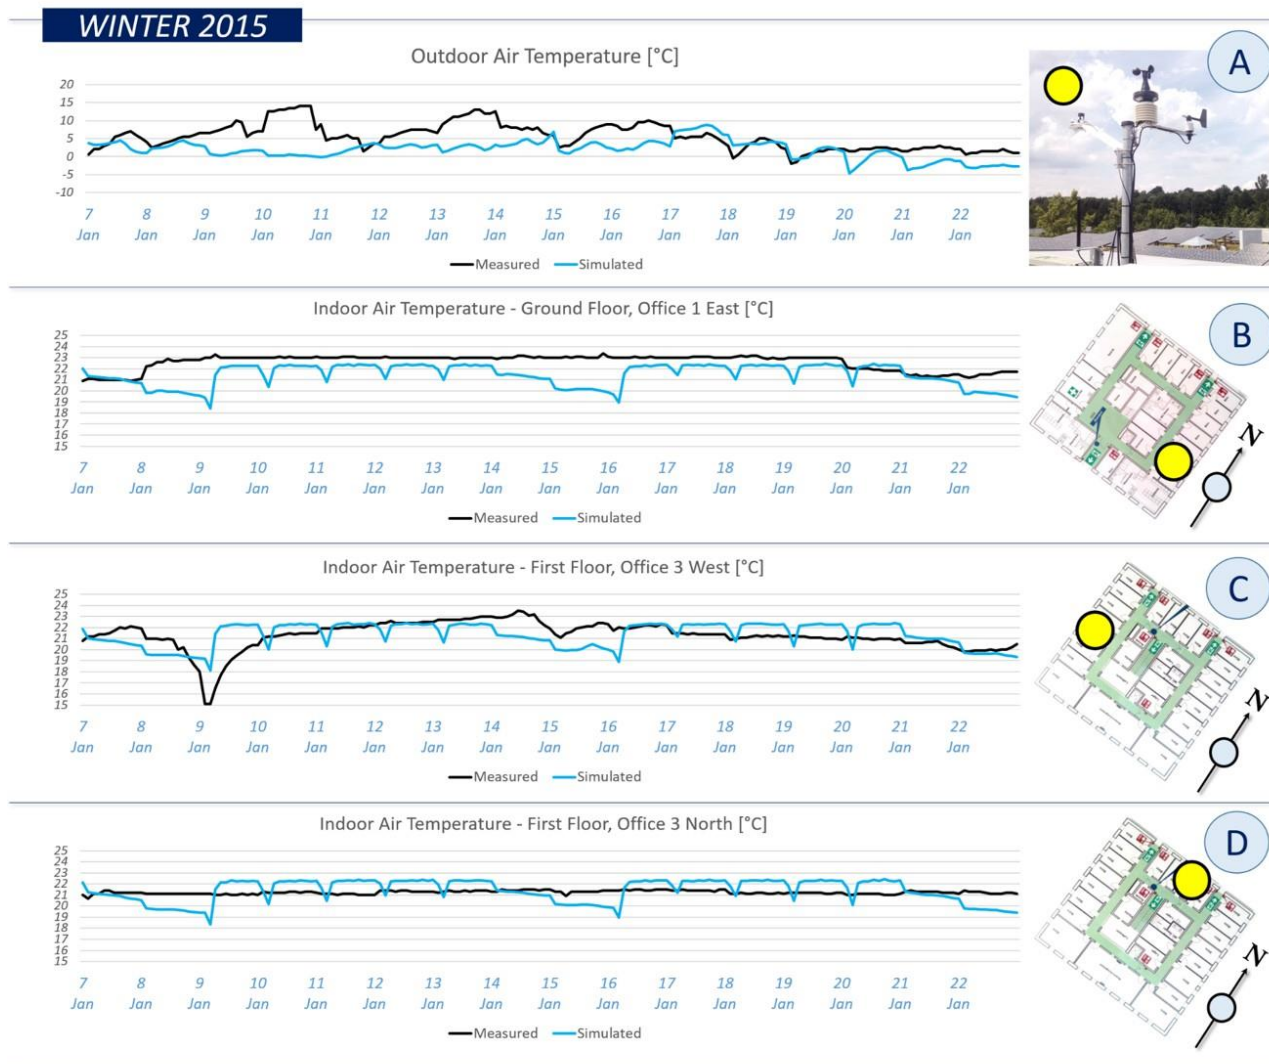 WINTER 2015
Outdoor Air Temperature [°C]
A
20
15
10
5
0
-5
-10
7 8 9 10 11 12 13 14 15 16 17 18 19 20 21 22
Jan Jan Jan Jan Jan Jan Jan Jan Jan Jan Jan Jan Jan Jan Jan Jan
Measured Simulated
Indoor Air Temperature - Ground Floor, Office 1 East [°C]
B
25
24
23
22
21
20
19
18
17
16
15
7 8 9 10 11 12 13 14 15 16 17 18 19 20 21 22
Jan Jan Jan Jan Jan Jan Jan Jan Jan Jan Jan Jan Jan Jan Jan Jan
Measured Simulated
N
Indoor Air Temperature - First Floor, Office 3 West [°C]
C
25
24
23
22
21
20
19
18
17
16
15
7 8 9 10 11 12 13 14 15 16 17 18 19 20 21 22
Jan Jan Jan Jan Jan Jan Jan Jan Jan Jan Jan Jan Jan Jan Jan Jan
Measured Simulated
N
Indoor Air Temperature - First Floor, Office 3 North [°C]
D
25
24
23
22
21
20
19
18
17
16
15
7 8 9 10 11 12 13 14 15 16 17 18 19 20 21 22
Jan Jan Jan Jan Jan Jan Jan Jan Jan Jan Jan Jan Jan Jan Jan Jan
Measured Simulated
N